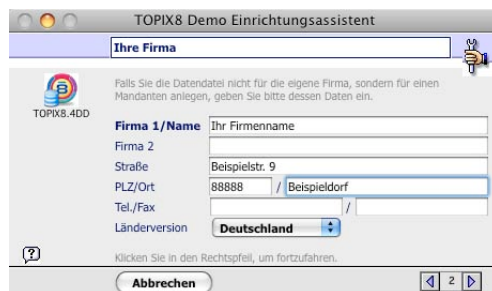 TOPIX8 Demo Einrichtungsassistent
Ihre Firma
TOPIX8.4DD
Falls Sie die Datendatei nicht für die eigene Firma, sondern für einen
Mandanten anlegen, geben Sie bitte dessen Daten ein.
Firma 1/Name Ihr Firmenname
Firma 2
Straße Beispielstr. 9
PLZ/Ort 88888 / Beispieldorf
Tel./Fax /
Länderversion Deutschland
Klicken Sie in den Rechtspfeil, um fortzufahren.
Abbrechen 2